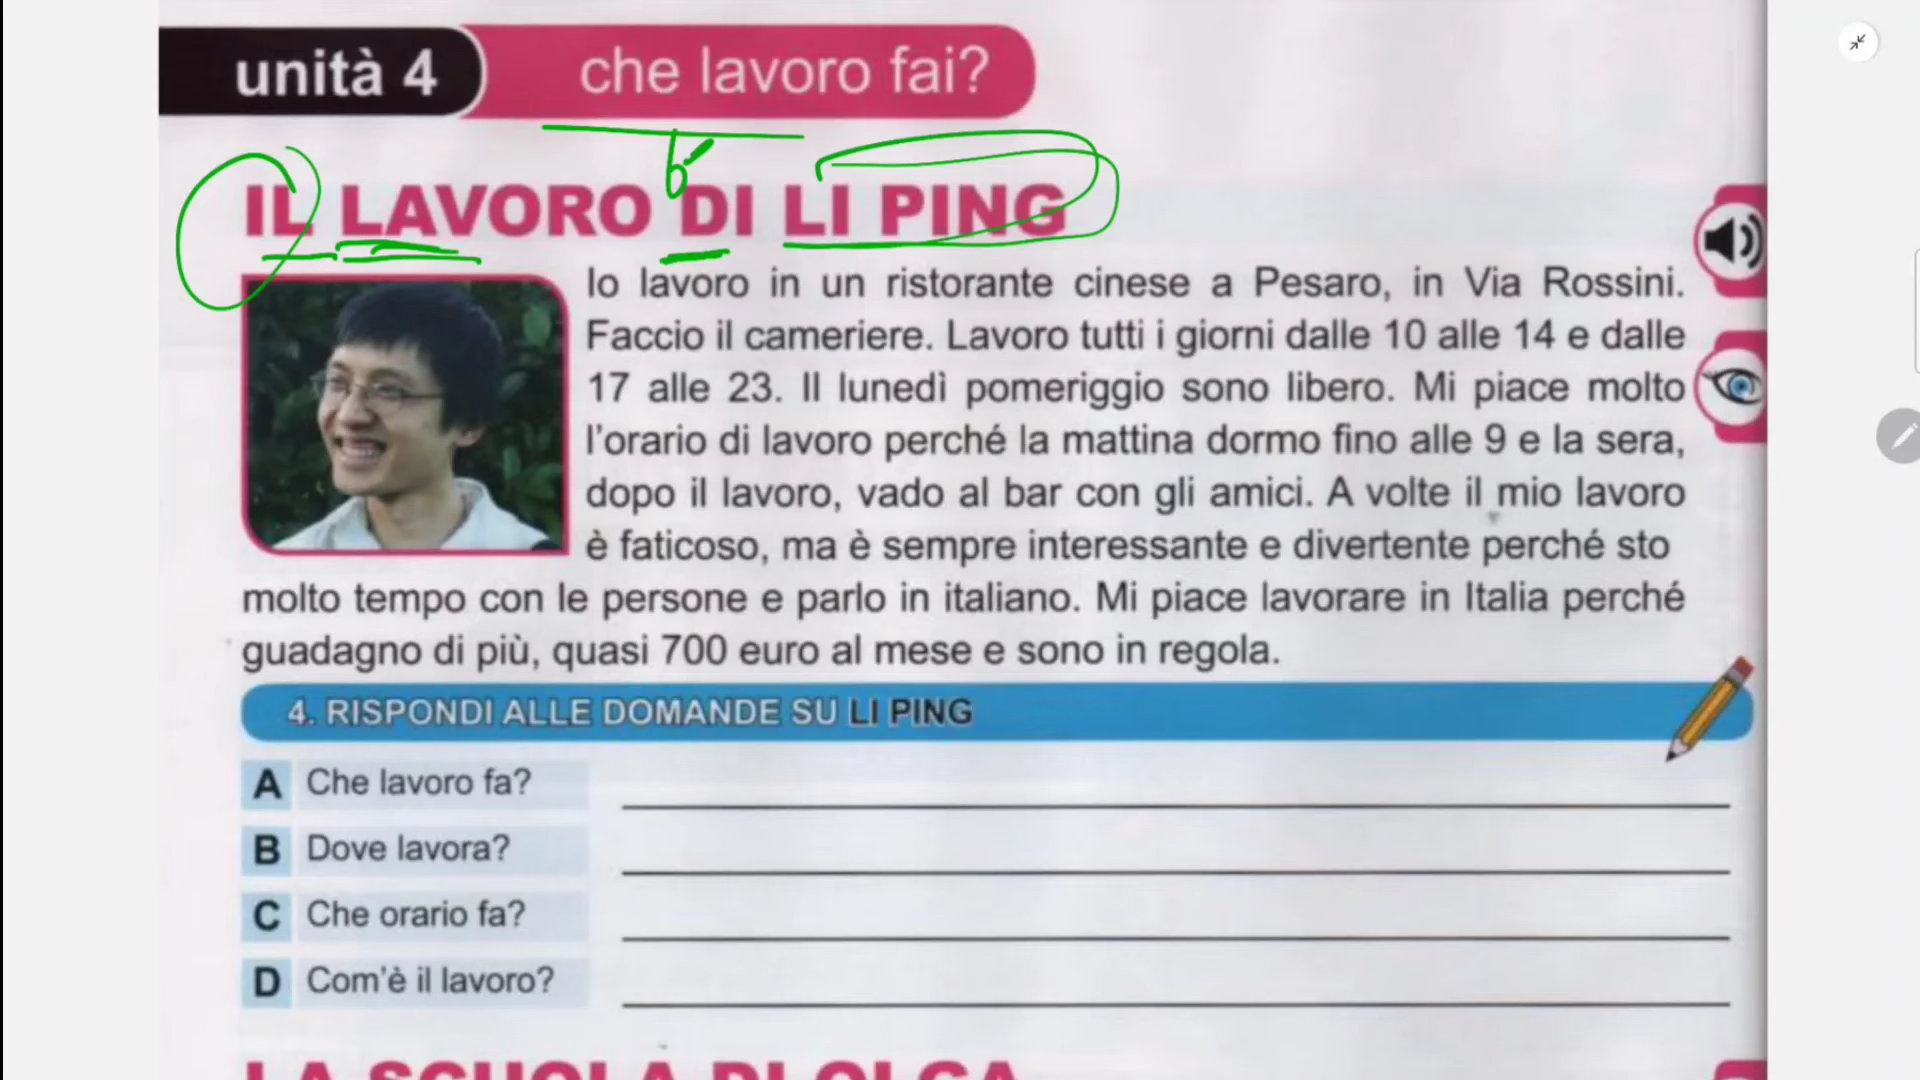 unità 4 che lavoro fai?
IL LAVORO DI LI PING
Io lavoro in un ristorante cinese a Pesaro, in Via Rossini.
Faccio il cameriere. Lavoro tutti i giorni dalle 10 alle 14 e dalle
17 alle 23. Il lunedì pomeriggio sono libero. Mi piace molto
l'orario di lavoro perché la mattina dormo fino alle 9 e la sera,
dopo il lavoro, vado al bar con gli amici. A volte il mio lavoro
è faticoso, ma è sempre interessante e divertente perché sto
molto tempo con le persone e parlo in italiano. Mi piace lavorare in Italia perché
guadagno di più, quasi 700 euro al mese e sono in regola.
4. RISPONDI ALLE DOMANDE SU LI PING
A Che lavoro fa?
B Dove lavora?
C Che orario fa?
D Com'è il lavoro?
LA SCUOLA DI OLGA